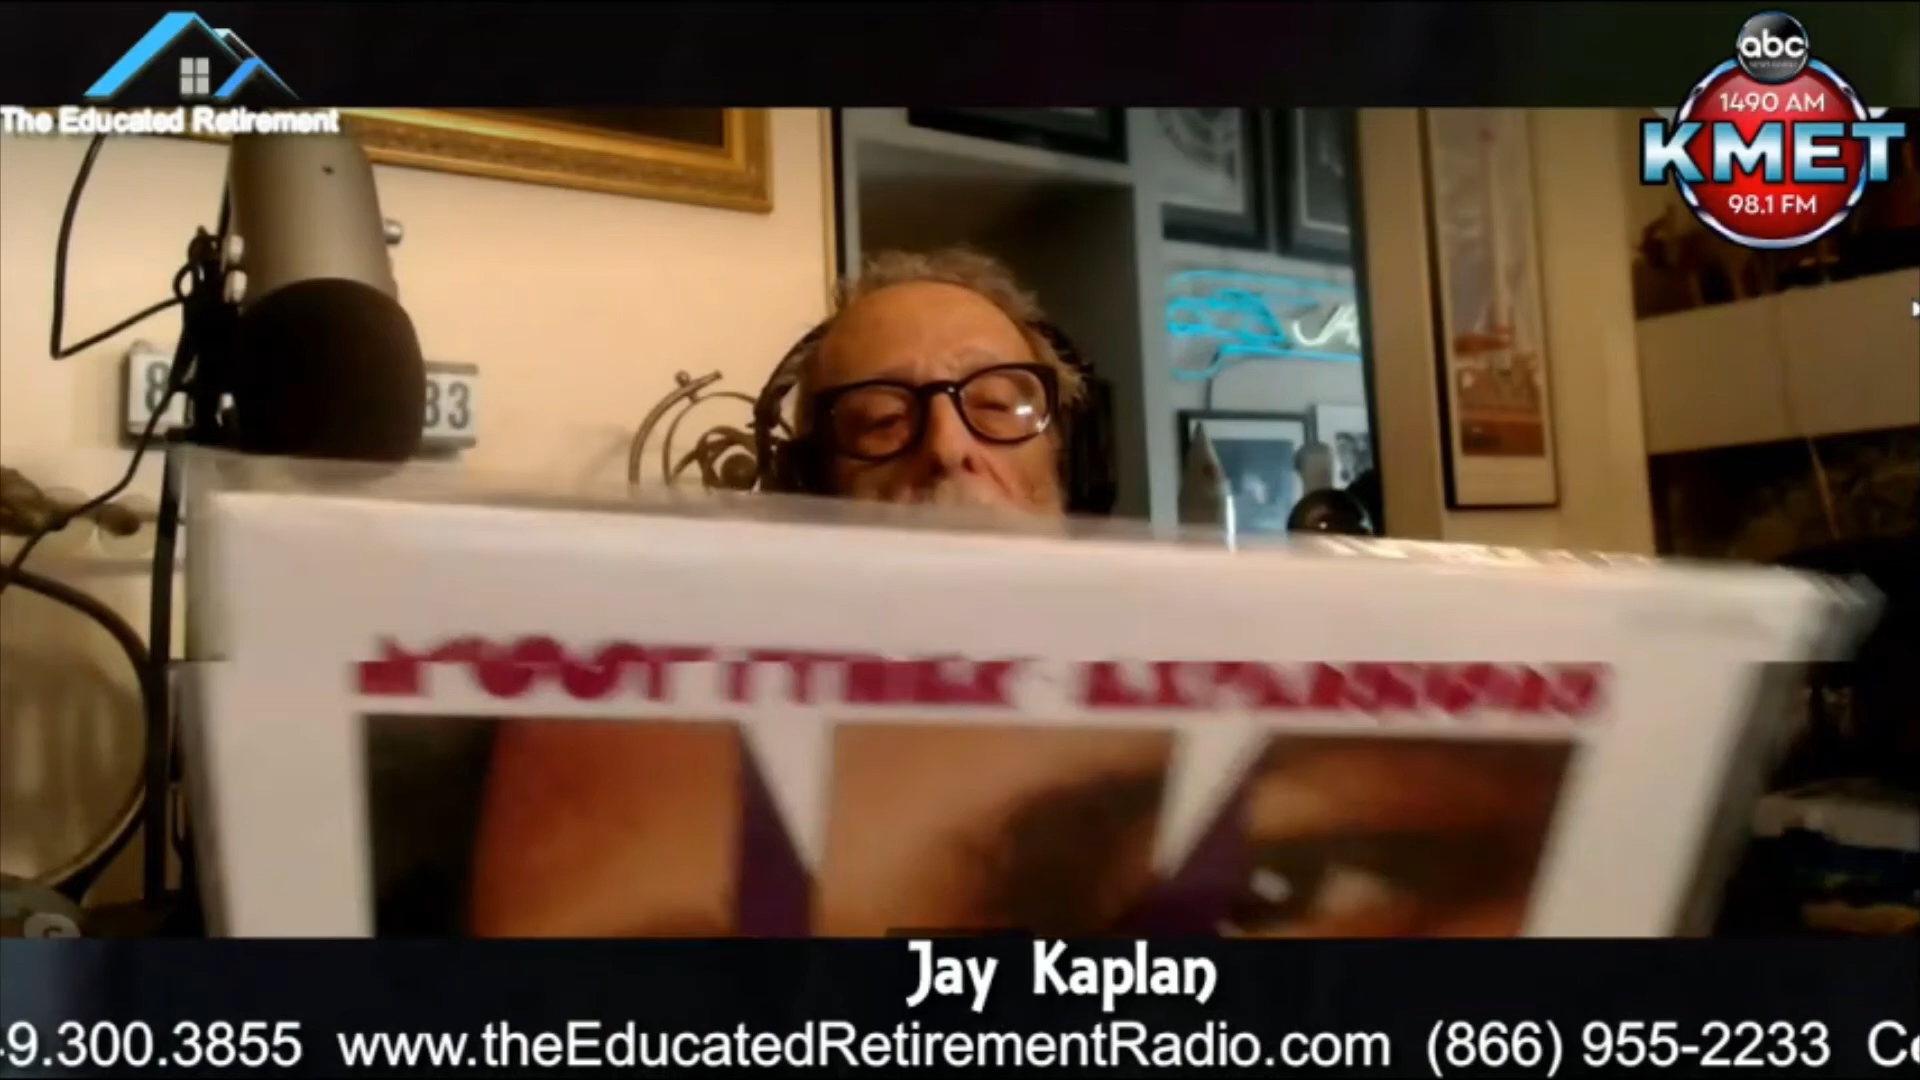 The Educated Retirement
abc
1490 AM
KMET
98.1 FM
83
Jay Kaplan
9.300.3855 www.theEducatedRetirementRadio.com (866) 955-2233